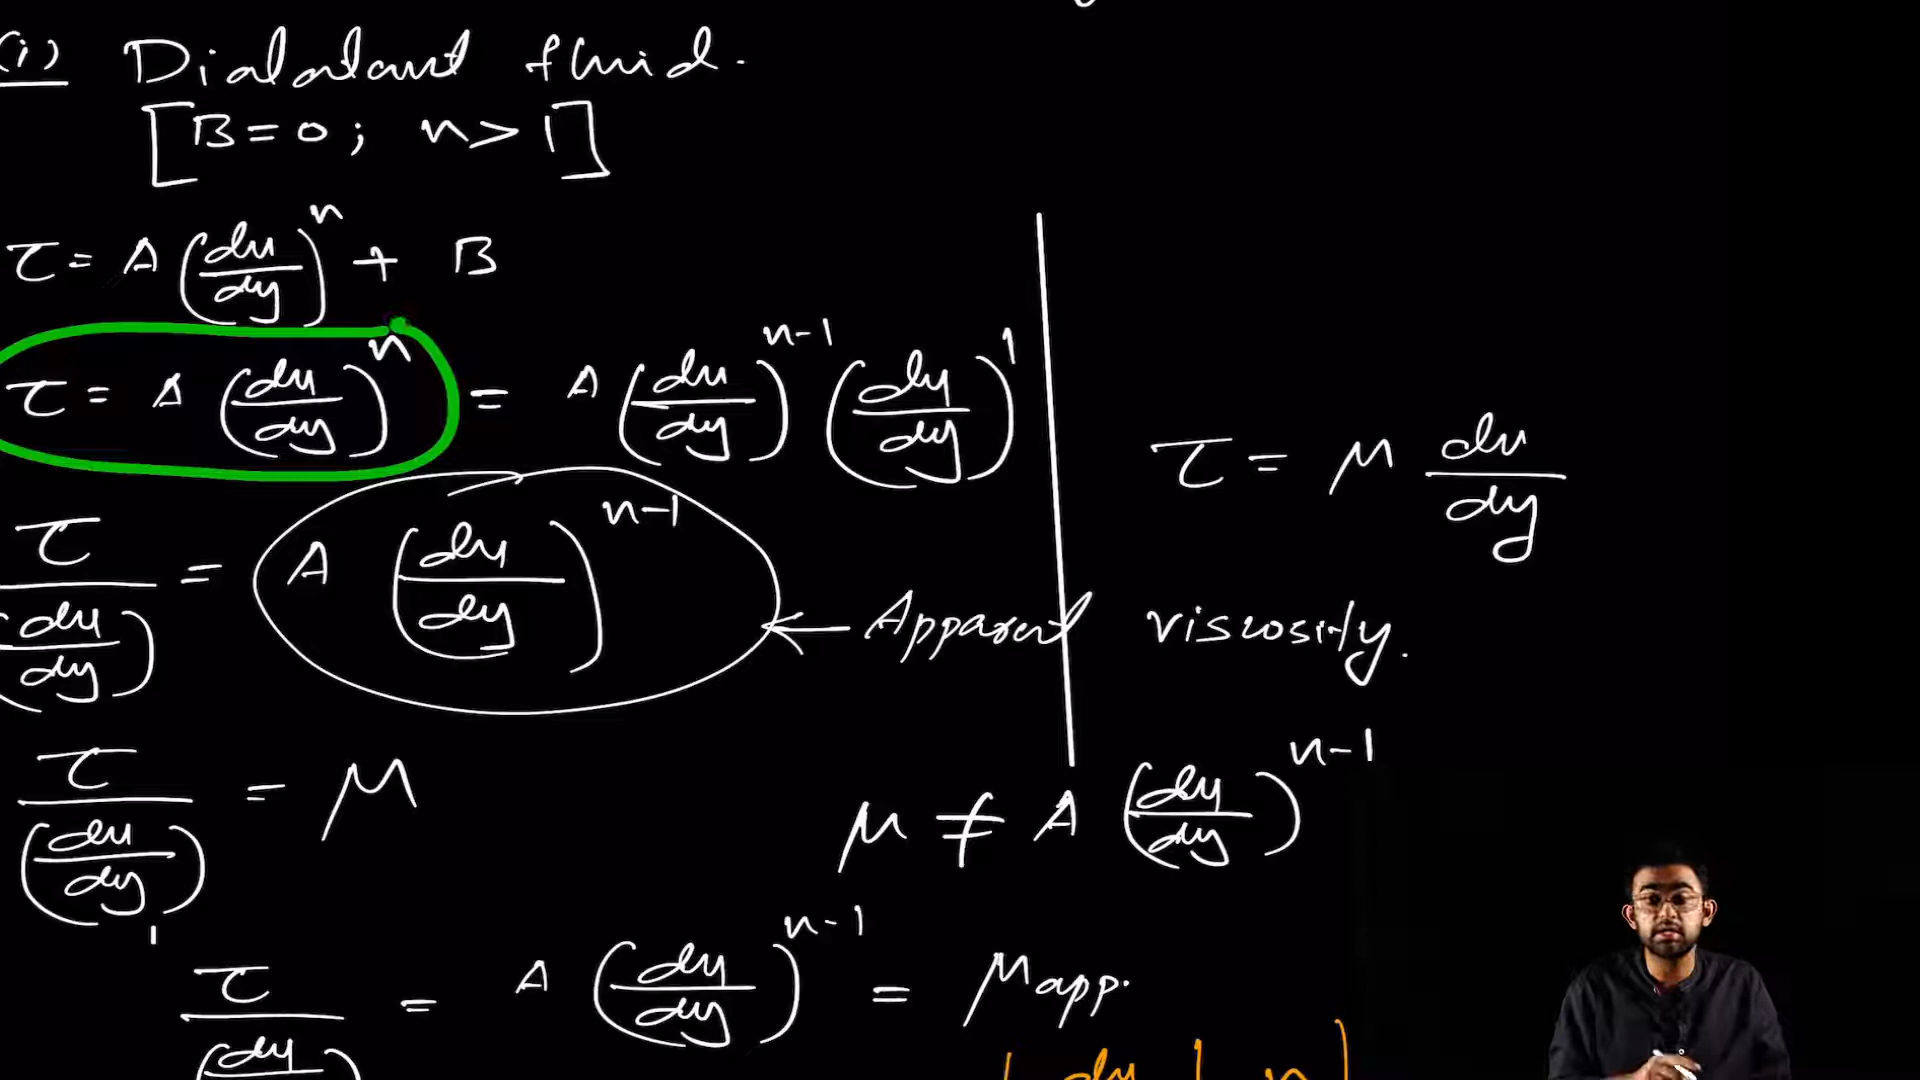 (i) Dialatant fluid.
[B=0; n>1]
τ = A (du/dy)^n + B
τ = A (du/dy)^n = A (du/dy)^(n-1) (du/dy)^1
τ = μ du/dy
τ/(du/dy) = A (du/dy)^(n-1) ← Apparent viscosity.
τ/(du/dy) = μ
μ ≠ A (du/dy)^(n-1)
τ/(du/dy) = A (du/dy)^(n-1) = μapp.